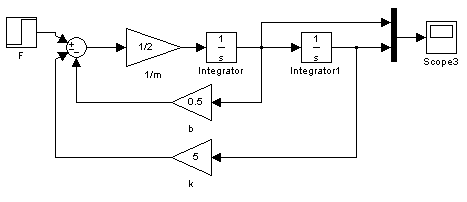 F
+
−
−
1/2
1/m
1
s
Integrator
1
s
Integrator1
Scope3
0.5
b
5
k